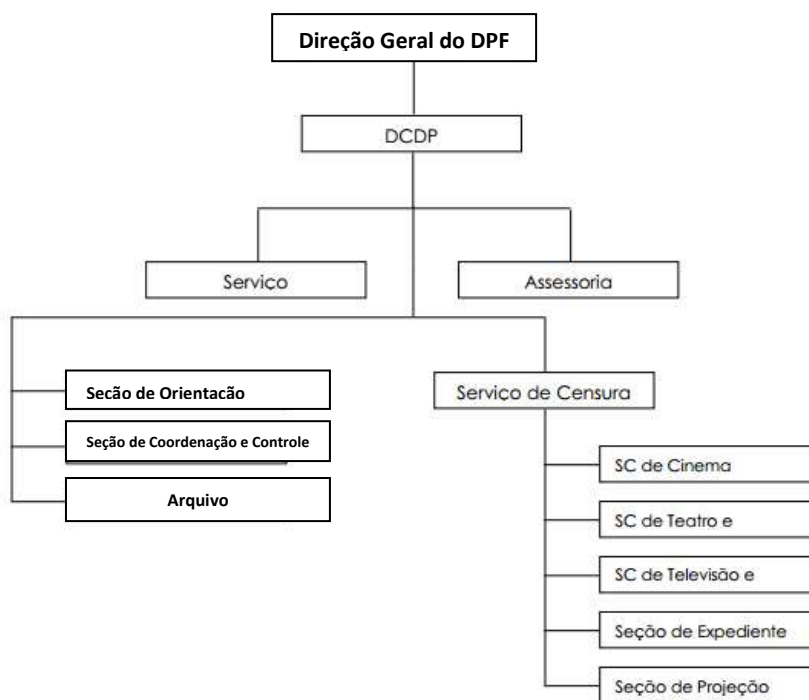 Direção Geral do DPF
DCDP
Serviço
Assessoria
Secão de Orientacão
Serviço de Censura
Seção de Coordenação e Controle
Arquivo
SC de Cinema
SC de Teatro e
SC de Televisão e
Seção de Expediente
Seção de Projeção